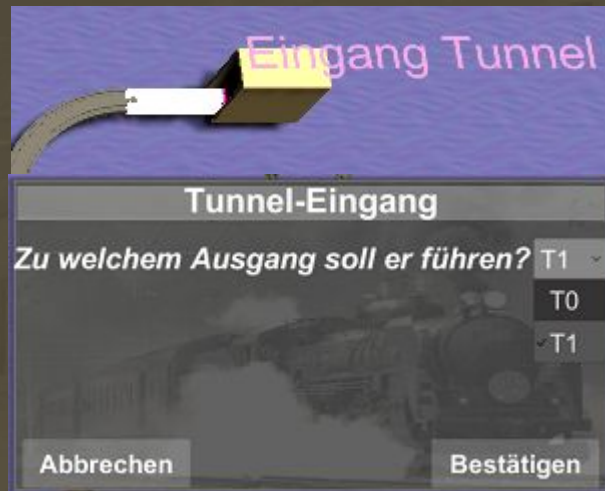 Eingang Tunnel
Tunnel-Eingang
Zu welchem Ausgang soll er führen? T1
T0
T1
Abbrechen Bestätigen